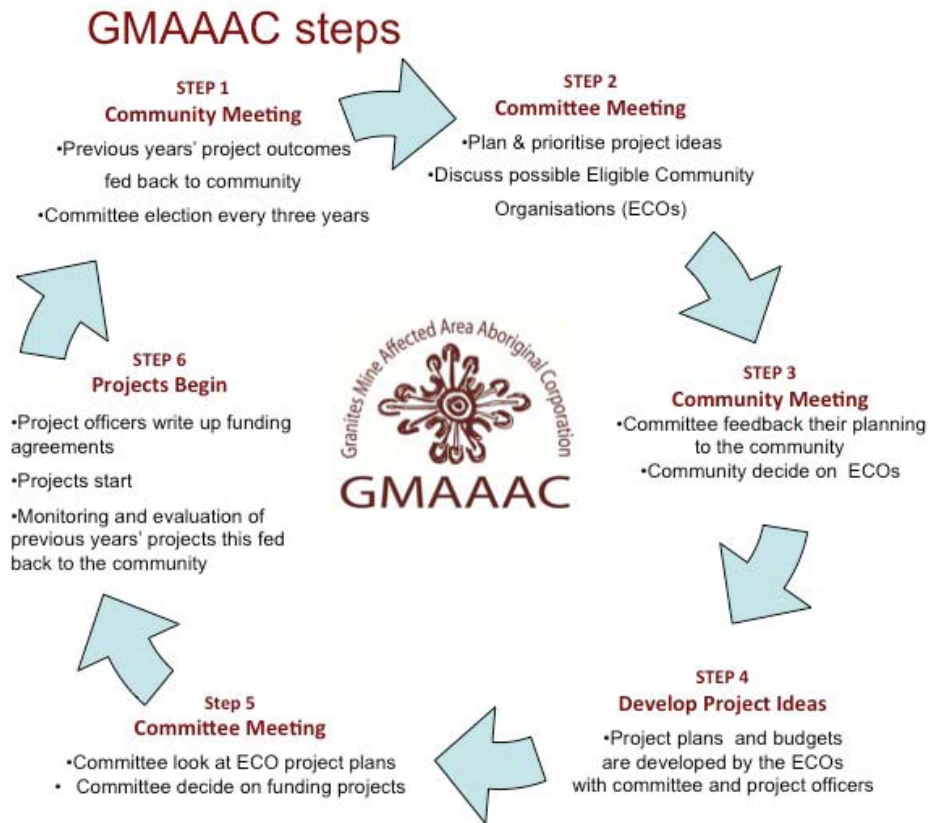 GMAAAC steps
STEP 1
Community Meeting
•Previous years' project outcomes
fed back to community
•Committee election every three years
STEP 2
Committee Meeting
•Plan & prioritise project ideas
•Discuss possible Eligible Community
Organisations (ECOs)
STEP 3
Community Meeting
•Committee feedback their planning
to the community
•Community decide on ECOs
STEP 4
Develop Project Ideas
•Project plans and budgets
are developed by the ECOs
with committee and project officers
Step 5
Committee Meeting
•Committee look at ECO project plans
• Committee decide on funding projects
STEP 6
Projects Begin
•Project officers write up funding
agreements
•Projects start
•Monitoring and evaluation of
previous years' projects this fed
back to the community
Granites Mine Affected Area Aboriginal Corporation
GMAAAC